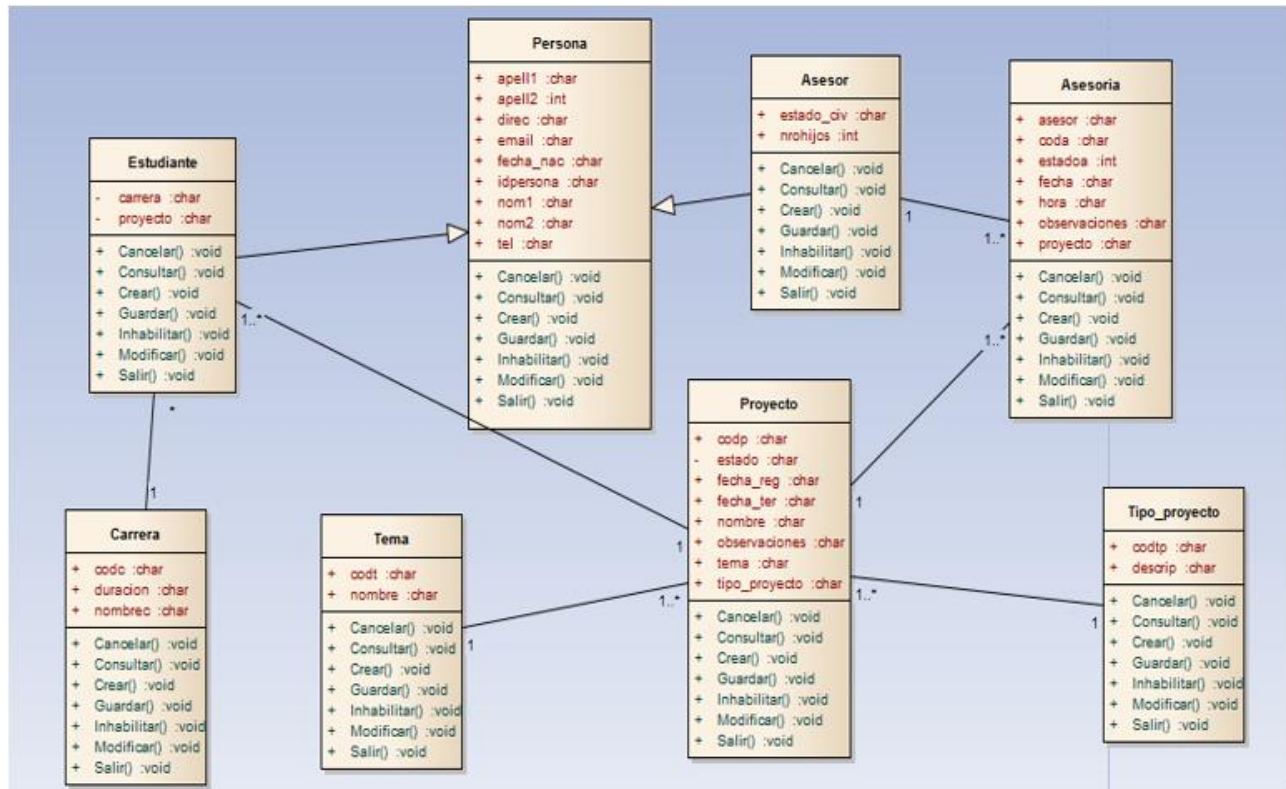 Persona
+ apell1 :char
+ apell2 :int
+ direc :char
+ email :char
+ fecha_nac :char
+ idpersona :char
+ nom1 :char
+ nom2 :char
+ tel :char
+ Cancelar() :void
+ Consultar() :void
+ Crear() :void
+ Guardar() :void
+ Inhabilitar() :void
+ Modificar() :void
+ Salir() :void
Asesor
+ estado_civ :char
+ nrohijos :int
+ Cancelar() :void
+ Consultar() :void
+ Crear() :void
+ Guardar() :void
+ Inhabilitar() :void
+ Modificar() :void
+ Salir() :void
1
1..*
Asesoria
+ asesor :char
+ coda :char
+ estadoa :int
+ fecha :char
+ hora :char
+ observaciones :char
+ proyecto :char
+ Cancelar() :void
+ Consultar() :void
+ Crear() :void
+ Guardar() :void
+ Inhabilitar() :void
+ Modificar() :void
+ Salir() :void
1..*
Estudiante
- carrera :char
- proyecto :char
+ Cancelar() :void
+ Consultar() :void
+ Crear() :void
+ Guardar() :void
+ Inhabilitar() :void
+ Modificar() :void
+ Salir() :void
1..*
*
1
Carrera
+ codc :char
+ duracion :char
+ nombrec :char
+ Cancelar() :void
+ Consultar() :void
+ Crear() :void
+ Guardar() :void
+ Inhabilitar() :void
+ Modificar() :void
+ Salir() :void
Tema
+ codt :char
+ nombre :char
+ Cancelar() :void
+ Consultar() :void
+ Crear() :void
+ Guardar() :void
+ Inhabilitar() :void
+ Modificar() :void
+ Salir() :void
1
1..*
1
Proyecto
+ codp :char
- estado :char
+ fecha_reg :char
+ fecha_ter :char
+ nombre :char
+ observaciones :char
+ tema :char
+ tipo_proyecto :char
+ Cancelar() :void
+ Consultar() :void
+ Crear() :void
+ Guardar() :void
+ Inhabilitar() :void
+ Modificar() :void
+ Salir() :void
1
1..*
1
Tipo_proyecto
+ codtp :char
+ descrip :char
+ Cancelar() :void
+ Consultar() :void
+ Crear() :void
+ Guardar() :void
+ Inhabilitar() :void
+ Modificar() :void
+ Salir() :void